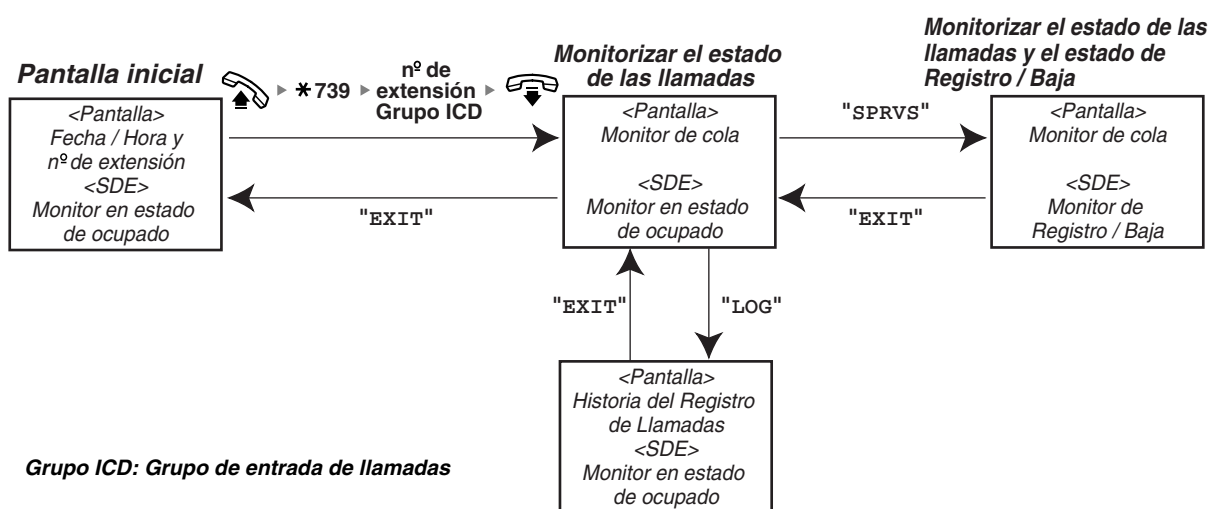 Pantalla inicial
<Pantalla>
Fecha / Hora y
nº de extensión
<SDE>
Monitor en estado
de ocupado
*739
nº de
extensión
Grupo ICD
"EXIT"
Monitorizar el estado
de las llamadas
<Pantalla>
Monitor de cola
<SDE>
Monitor en estado
de ocupado
"SPRVS"
"EXIT"
Monitorizar el estado de las
llamadas y el estado de
Registro / Baja
<Pantalla>
Monitor de cola
<SDE>
Monitor de
Registro / Baja
"EXIT"
"LOG"
<Pantalla>
Historia del Registro
de Llamadas
<SDE>
Monitor en estado
de ocupado
Grupo ICD: Grupo de entrada de llamadas